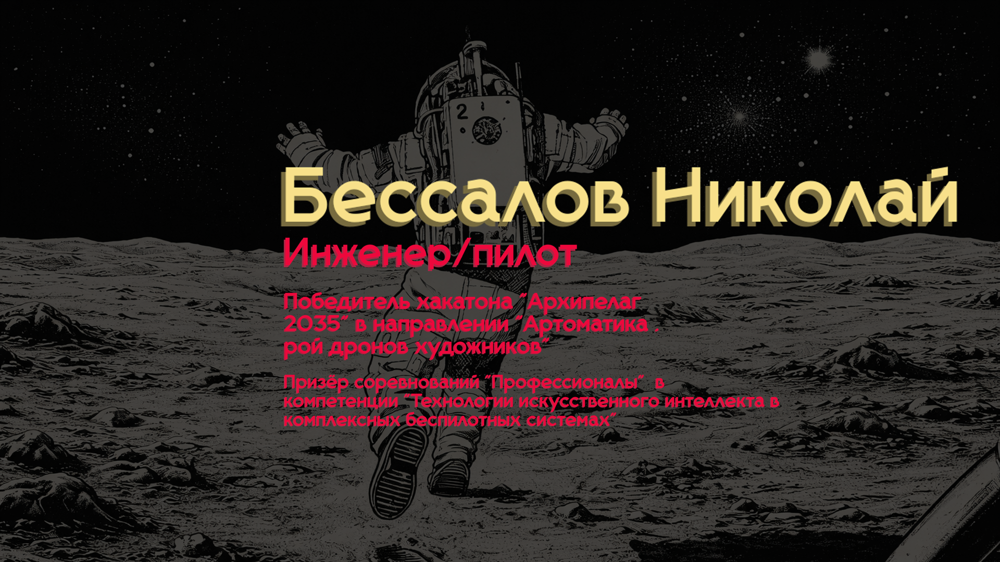 2
Бессалов Николай
Инженер/пилот
Победитель хакатона "Архипелаг
2035" в направлении "Артоматика .
рой дронов художников"
Призёр соревнований "Профессионалы" в
компетенции "Технологии искусственного интеллекта в
комплексных беспилотных системах"